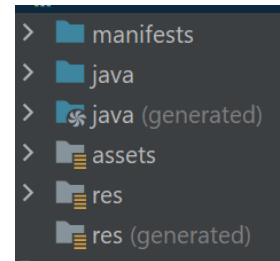 manifests
java
java (generated)
assets
res
res (generated)